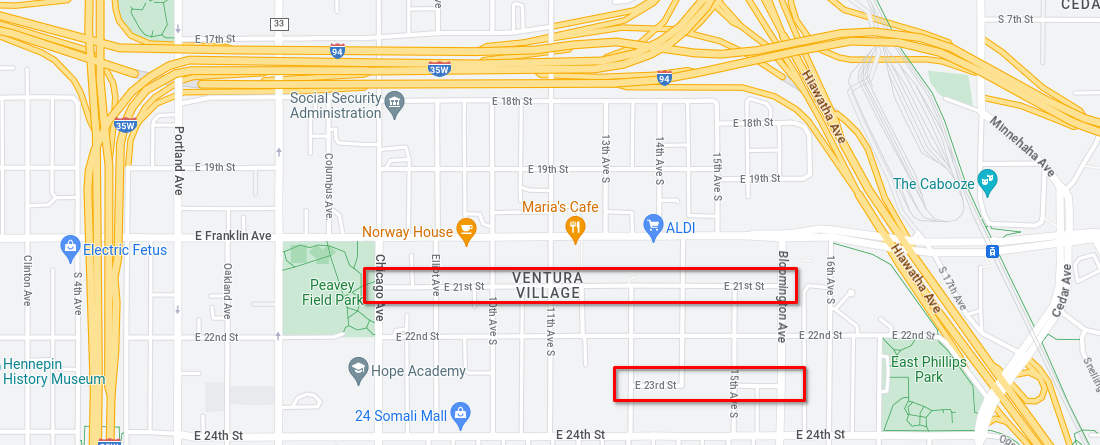 CEDA
S 7th St
33
E 17th St
94
35W
94
Social Security
Administration
E 18th St
Hiawatha Ave
35W
Portland Ave
E 18th St
Minnehaha Ave
13th Ave S
14th Ave S
15th Ave S
Columbus Ave
E 19th St
E 19th St
E 19th St
The Cabooze
Maria's Cafe
Norway House
ALDI
E Franklin Ave
Electric Fetus
Hiawatha Ave
Clinton Ave
S 4th Ave
Oakland Ave
Peavey
Field Park
Chicago Ave
Elliot Ave
E 21st St
VENTURA
VILLAGE
E 21st St
Bloomington Ave
16th Ave S
S 17th Ave
Cedar Ave
10th Ave S
11th Ave S
E 22nd St
E 22nd St
E 22nd St
E 22nd St
Hennepin
History Museum
Hope Academy
East Phillips
Park
Snelling
E 23rd St
15th Ave S
24 Somali Mall
35W
E 24th St
E 24th St
E 24th St